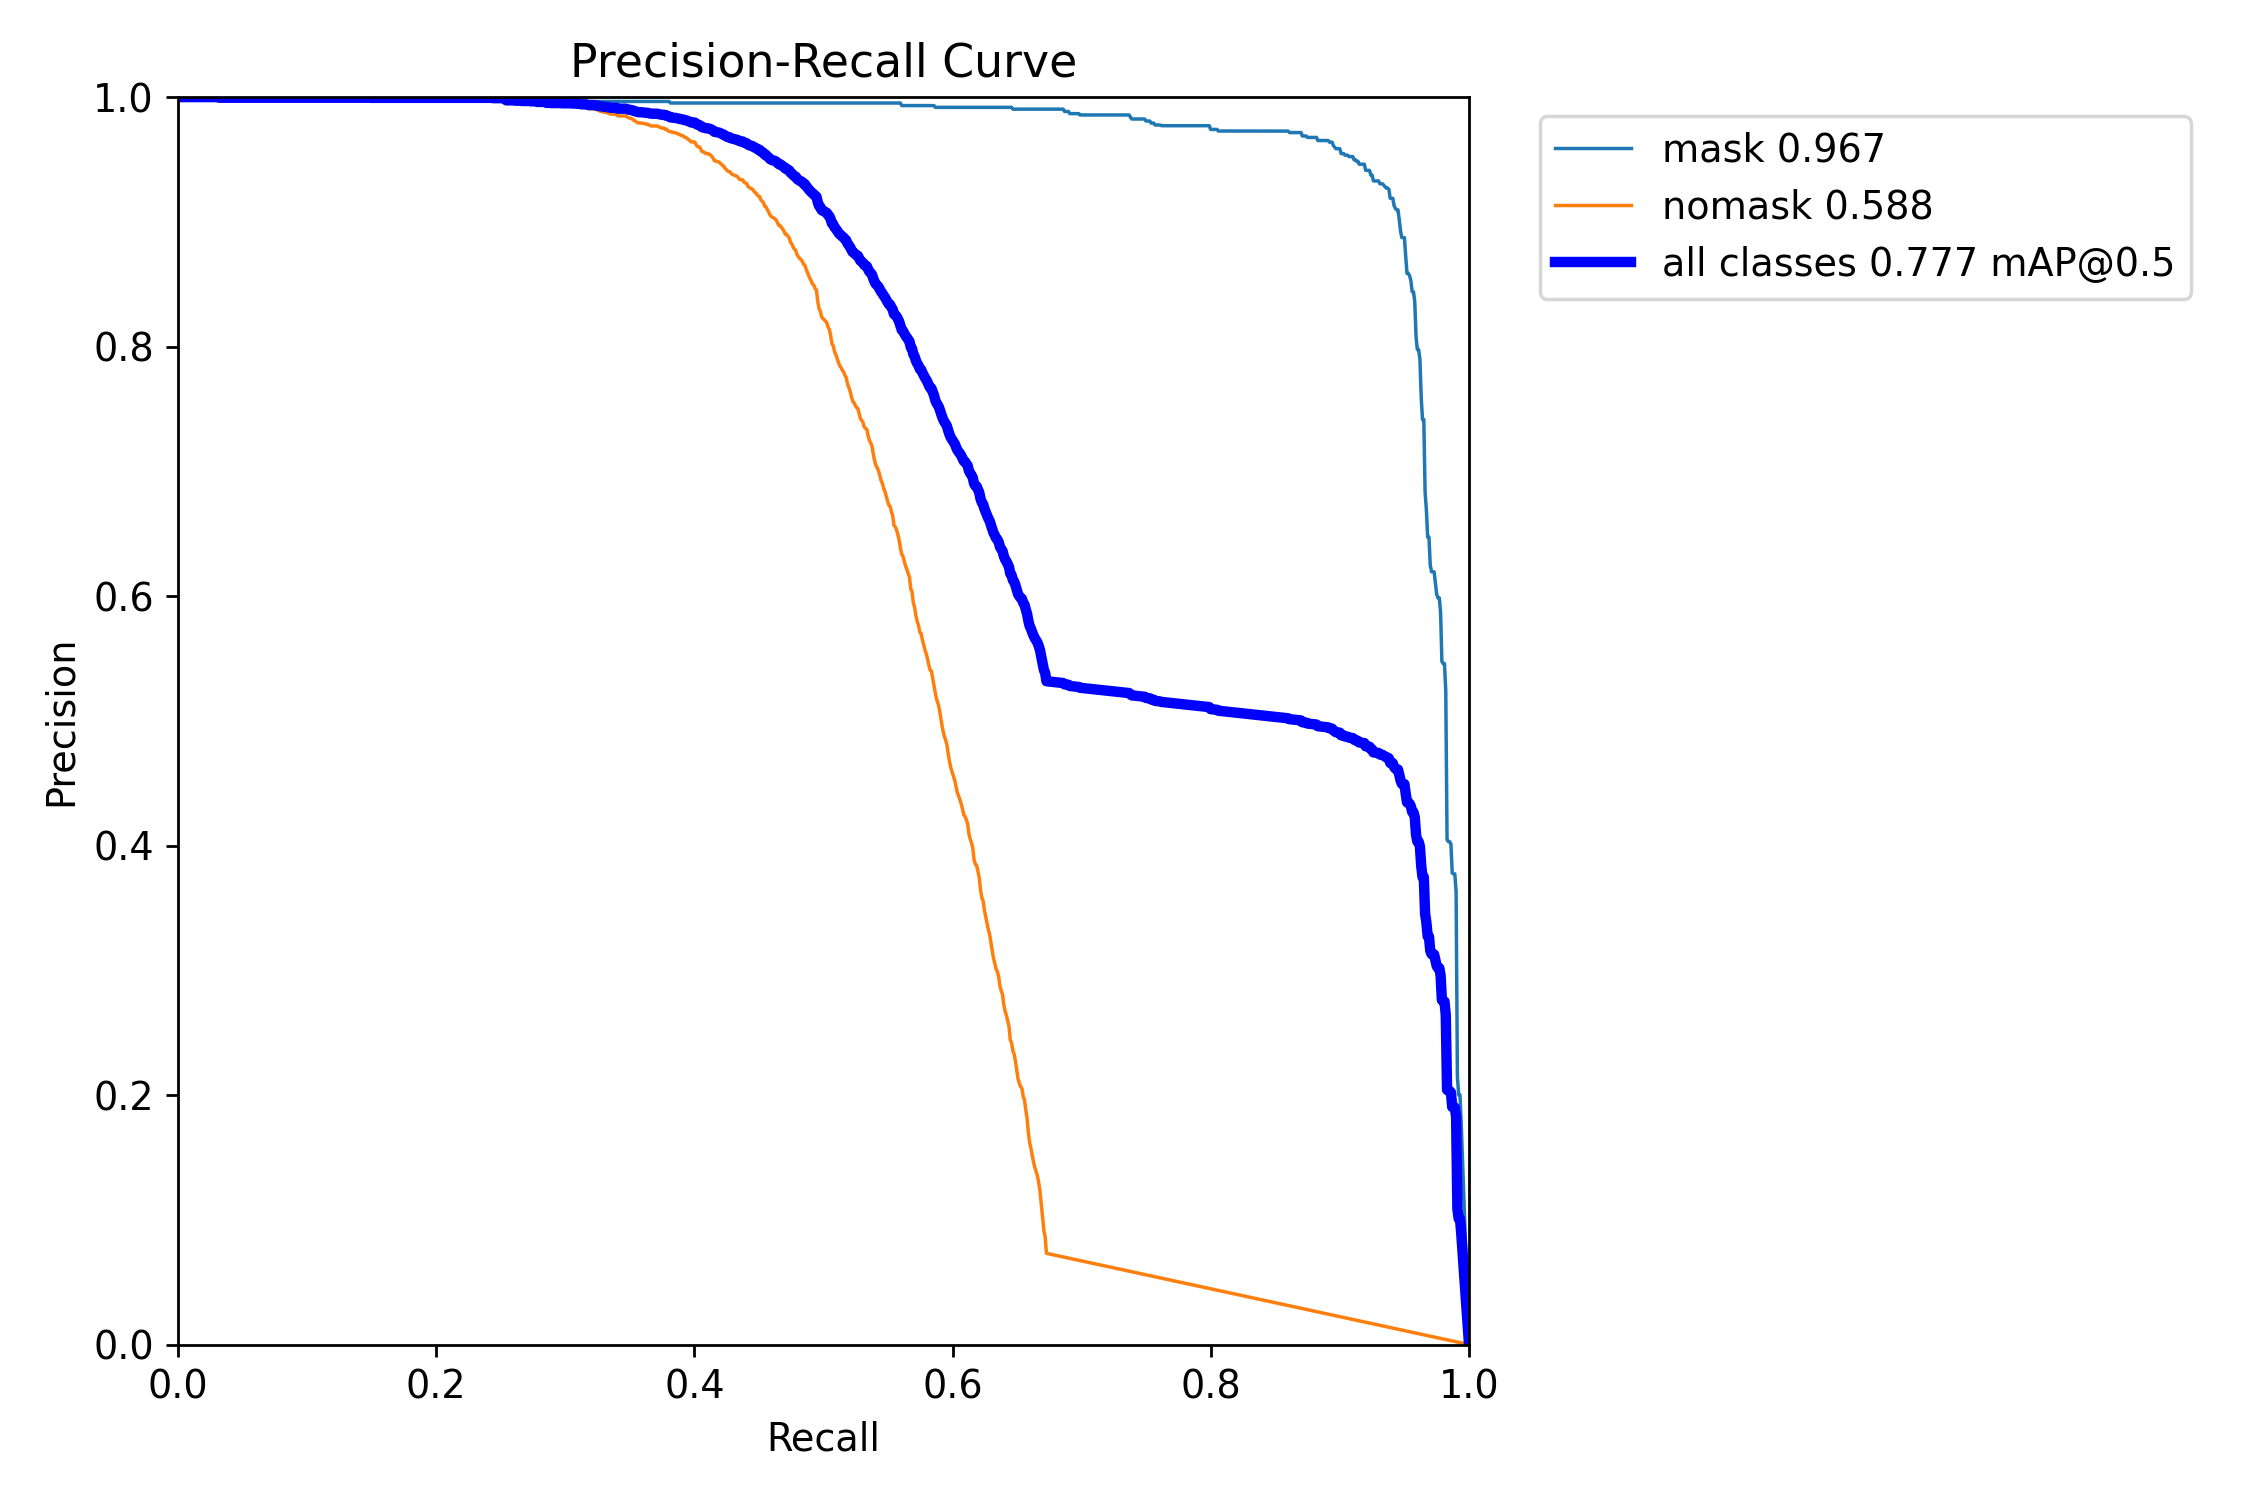 Precision-Recall Curve
mask 0.967
nomask 0.588
all classes 0.777 mAP@0.5
Precision
1.0
0.8
0.6
0.4
0.2
0.0
0.0 0.2 0.4 0.6 0.8 1.0
Recall